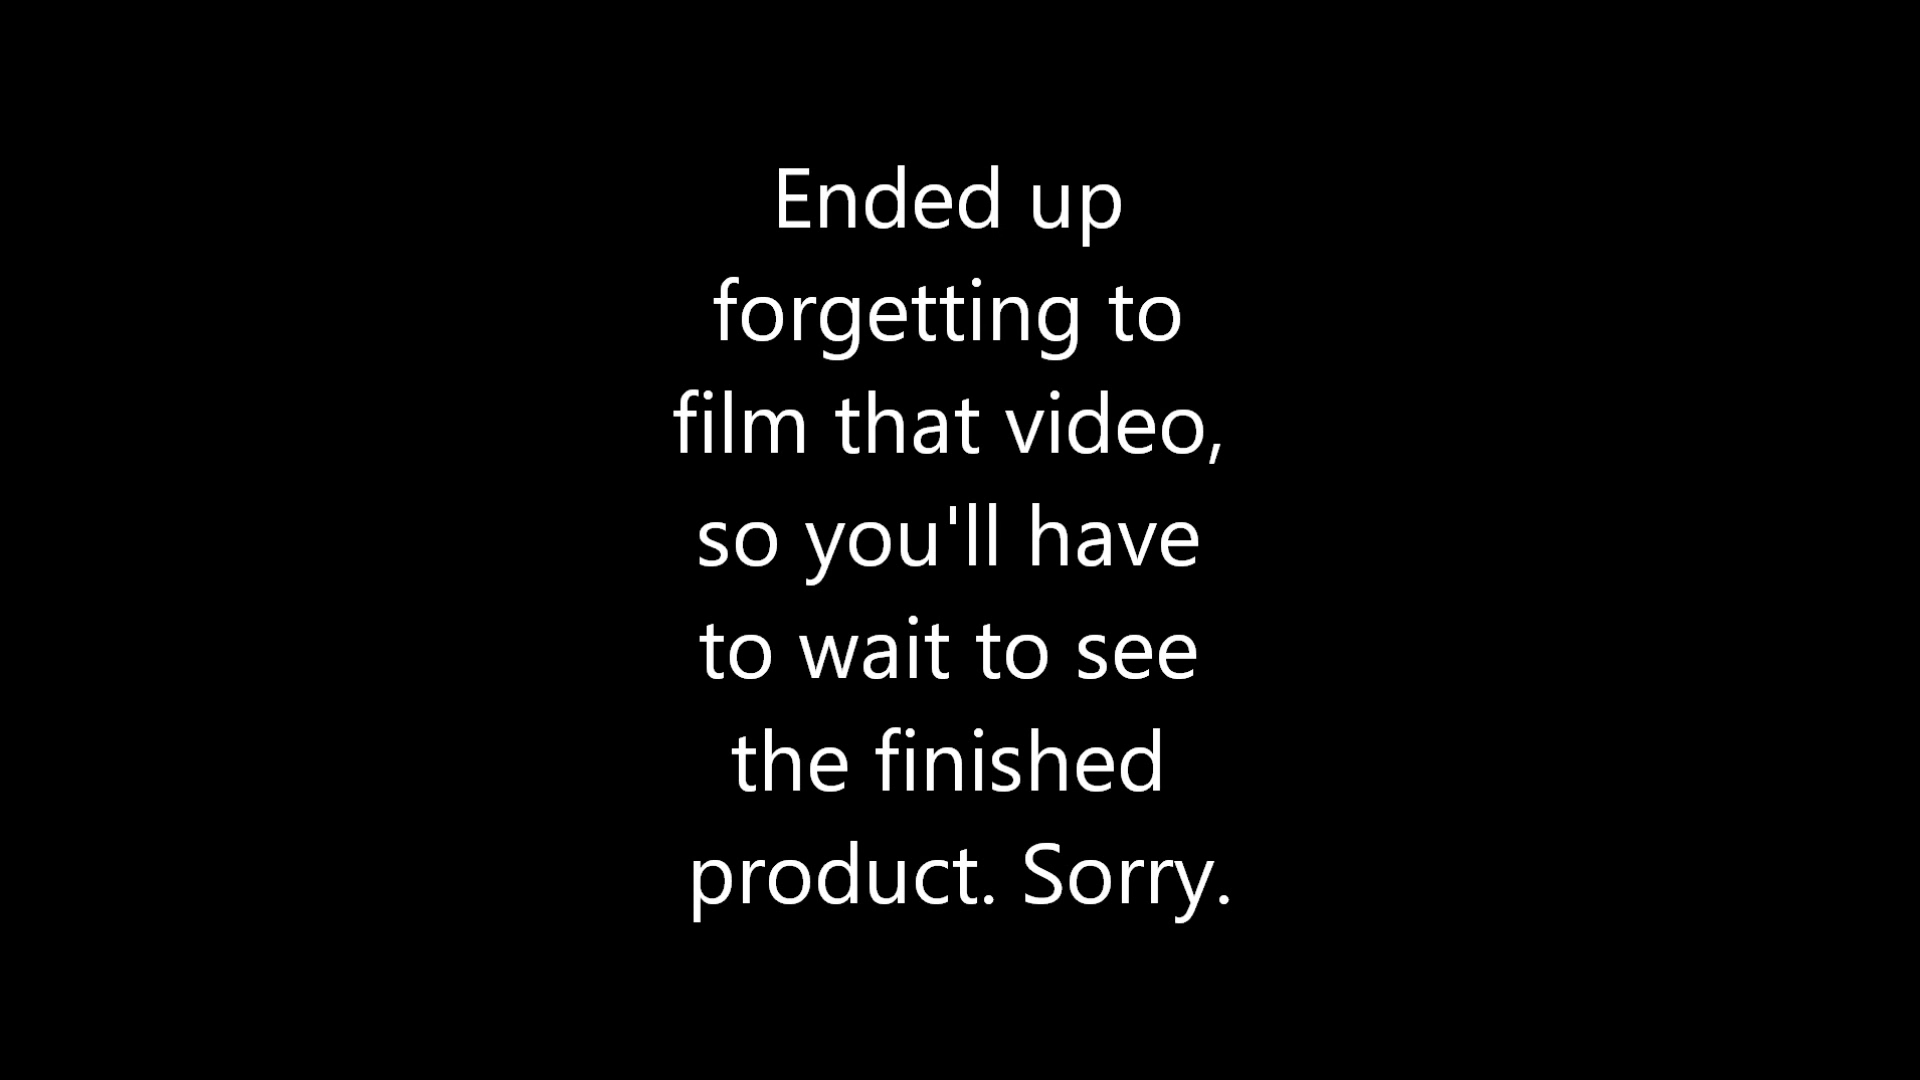 Ended up
forgetting to
film that video,
so you'll have
to wait to see
the finished
product. Sorry.